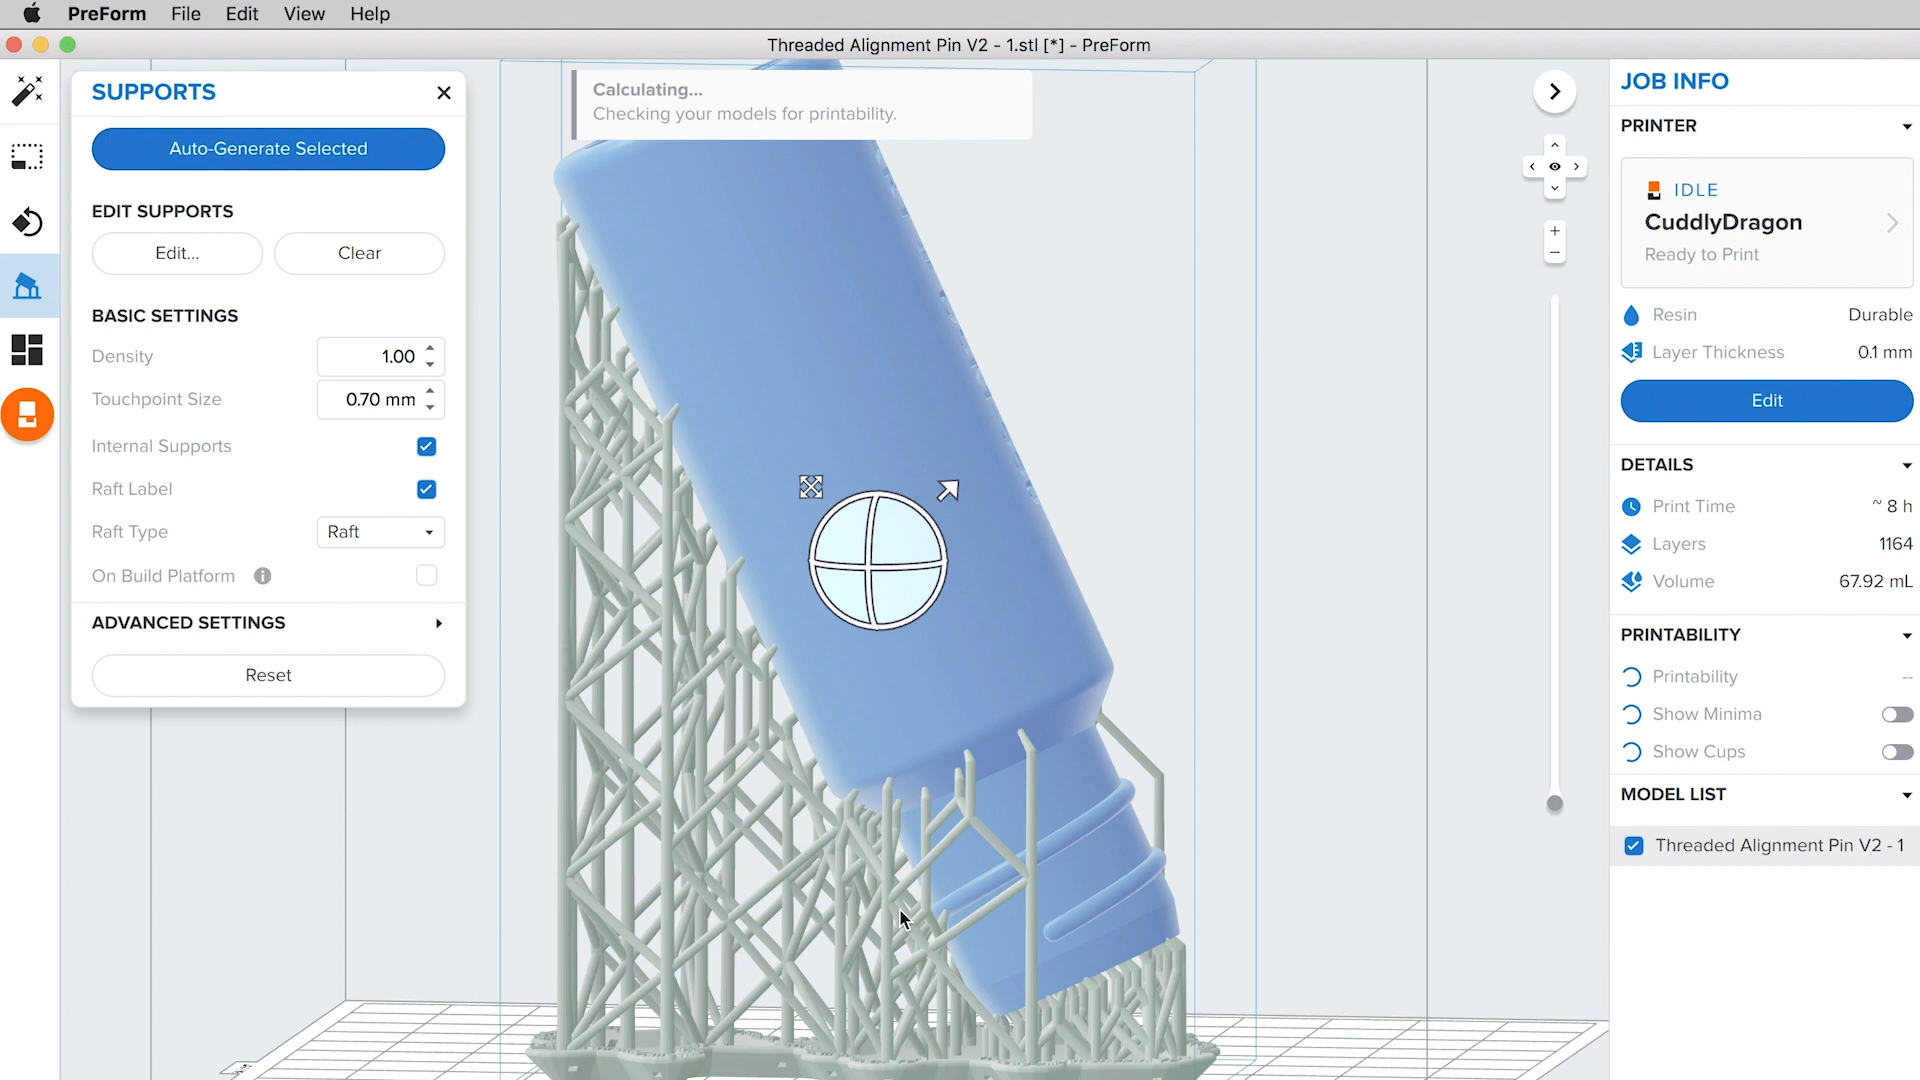 PreForm File Edit View Help
Threaded Alignment Pin V2 - 1.stl [*] - PreForm
SUPPORTS
Auto-Generate Selected
EDIT SUPPORTS
Edit...
Clear
BASIC SETTINGS
Density 1.00
Touchpoint Size 0.70 mm
Internal Supports
Raft Label
Raft Type Raft
On Build Platform
ADVANCED SETTINGS
Reset
Calculating...
Checking your models for printability.
JOB INFO
PRINTER
IDLE
CuddlyDragon
Ready to Print
Resin Durable
Layer Thickness 0.1 mm
Edit
DETAILS
Print Time ~ 8 h
Layers 1164
Volume 67.92 mL
PRINTABILITY
Printability --
Show Minima
Show Cups
MODEL LIST
Threaded Alignment Pin V2 - 1